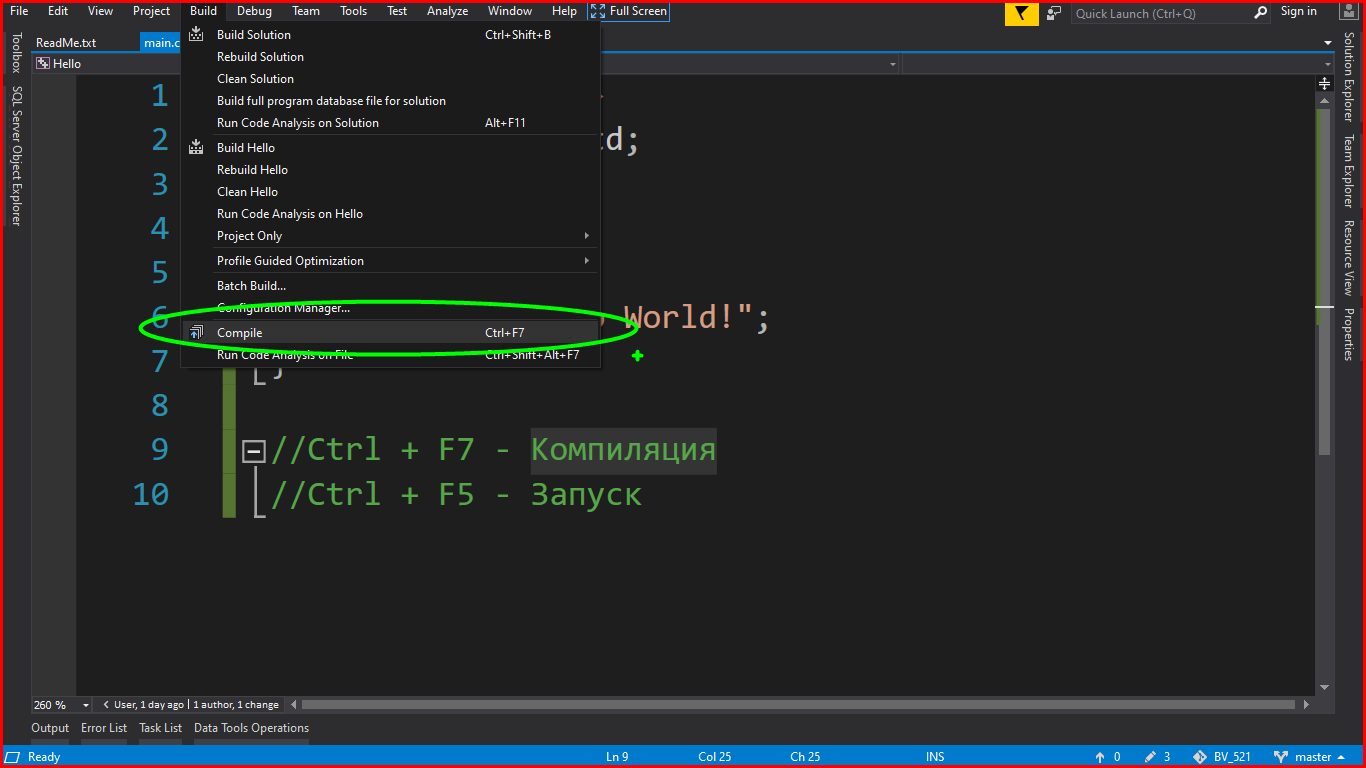 File Edit View Project Build Debug Team Tools Test Analyze Window Help Full Screen Quick Launch (Ctrl+Q) Sign in
ReadMe.txt main.c
Hello
Toolbox
SQL Server Object Explorer
Build Solution Ctrl+Shift+B
Rebuild Solution
Clean Solution
Build full program database file for solution
Run Code Analysis on Solution Alt+F11
Build Hello
Rebuild Hello
Clean Hello
Run Code Analysis on Hello
Project Only
Profile Guided Optimization
Batch Build...
Configuration Manager...
Compile Ctrl+F7
Run Code Analysis on File Ctrl+Shift+Alt+F7
1
2 td;
3
4
5
6 World!";
7 }
8
9 //Ctrl + F7 - Компиляция
10 //Ctrl + F5 - Запуск
Solution Explorer
Team Explorer
Resource View
Properties
260 % User, 1 day ago | 1 author, 1 change
Output Error List Task List Data Tools Operations
Ready Ln 9 Col 25 Ch 25 INS 0 3 BV_521 master